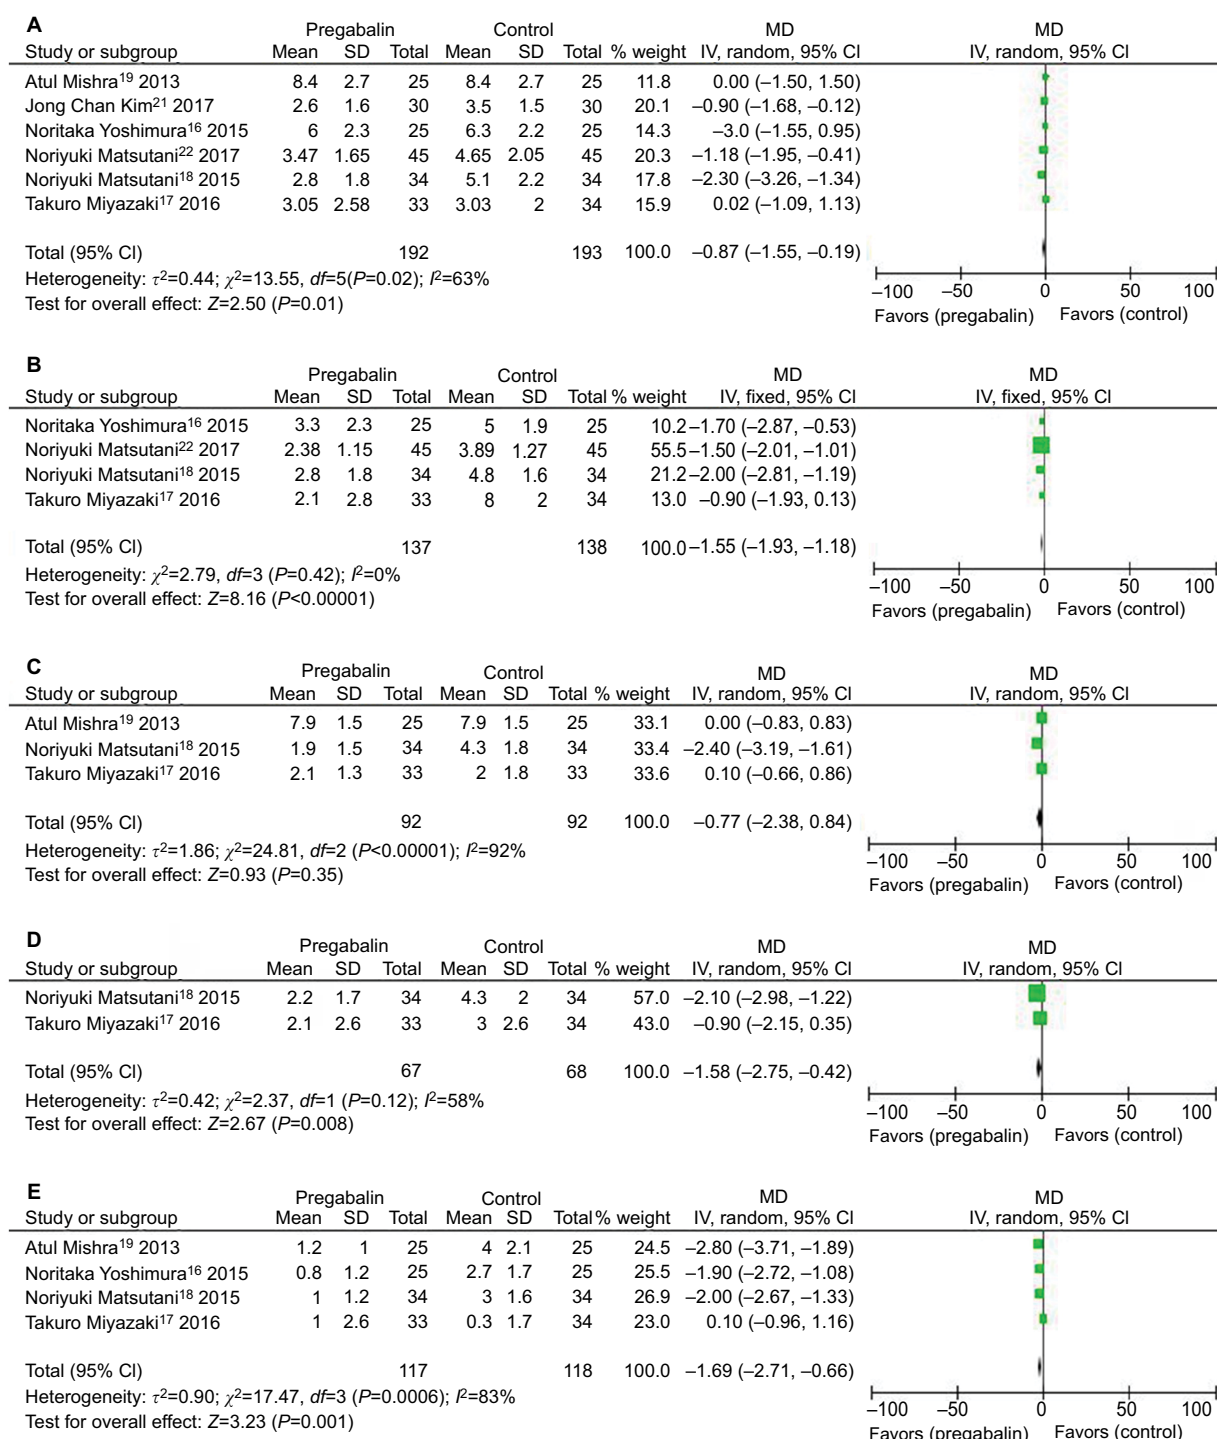 A
Pregabalin Control MD MD
Study or subgroup Mean SD Total Mean SD Total % weight IV, random, 95% CI IV, random, 95% CI
Atul Mishra19 2013 8.4 2.7 25 8.4 2.7 25 11.8 0.00 (–1.50, 1.50)
Jong Chan Kim21 2017 2.6 1.6 30 3.5 1.5 30 20.1 –0.90 (–1.68, –0.12)
Noritaka Yoshimura16 2015 6 2.3 25 6.3 2.2 25 14.3 –3.0 (–1.55, 0.95)
Noriyuki Matsutani22 2017 3.47 1.65 45 4.65 2.05 45 20.3 –1.18 (–1.95, –0.41)
Noriyuki Matsutani18 2015 2.8 1.8 34 5.1 2.2 34 17.8 –2.30 (–3.26, –1.34)
Takuro Miyazaki17 2016 3.05 2.58 33 3.03 2 34 15.9 0.02 (–1.09, 1.13)
Total (95% CI) 192 193 100.0 –0.87 (–1.55, –0.19)
Heterogeneity: τ2=0.44; χ2=13.55, df=5(P=0.02); I2=63%
Test for overall effect: Z=2.50 (P=0.01)
–100 –50 0 50 100
Favors (pregabalin) Favors (control)
B
Pregabalin Control MD MD
Study or subgroup Mean SD Total Mean SD Total % weight IV, fixed, 95% CI IV, fixed, 95% CI
Noritaka Yoshimura16 2015 3.3 2.3 25 5 1.9 25 10.2 –1.70 (–2.87, –0.53)
Noriyuki Matsutani22 2017 2.38 1.15 45 3.89 1.27 45 55.5 –1.50 (–2.01, –1.01)
Noriyuki Matsutani18 2015 2.8 1.8 34 4.8 1.6 34 21.2 –2.00 (–2.81, –1.19)
Takuro Miyazaki17 2016 2.1 2.8 33 8 2 34 13.0 –0.90 (–1.93, 0.13)
Total (95% CI) 137 138 100.0 –1.55 (–1.93, –1.18)
Heterogeneity: χ2=2.79, df=3 (P=0.42); I2=0%
Test for overall effect: Z=8.16 (P<0.00001)
–100 –50 0 50 100
Favors (pregabalin) Favors (control)
C
Pregabalin Control MD MD
Study or subgroup Mean SD Total Mean SD Total % weight IV, random, 95% CI IV, random, 95% CI
Atul Mishra19 2013 7.9 1.5 25 7.9 1.5 25 33.1 0.00 (–0.83, 0.83)
Noriyuki Matsutani18 2015 1.9 1.5 34 4.3 1.8 34 33.4 –2.40 (–3.19, –1.61)
Takuro Miyazaki17 2016 2.1 1.3 33 2 1.8 33 33.6 0.10 (–0.66, 0.86)
Total (95% CI) 92 92 100.0 –0.77 (–2.38, 0.84)
Heterogeneity: τ2=1.86; χ2=24.81, df=2 (P<0.00001); I2=92%
Test for overall effect: Z=0.93 (P=0.35)
–100 –50 0 50 100
Favors (pregabalin) Favors (control)
D
Pregabalin Control MD MD
Study or subgroup Mean SD Total Mean SD Total % weight IV, random, 95% CI IV, random, 95% CI
Noriyuki Matsutani18 2015 2.2 1.7 34 4.3 2 34 57.0 –2.10 (–2.98, –1.22)
Takuro Miyazaki17 2016 2.1 2.6 33 3 2.6 34 43.0 –0.90 (–2.15, 0.35)
Total (95% CI) 67 68 100.0 –1.58 (–2.75, –0.42)
Heterogeneity: τ2=0.42; χ2=2.37, df=1 (P=0.12); I2=58%
Test for overall effect: Z=2.67 (P=0.008)
–100 –50 0 50 100
Favors (pregabalin) Favors (control)
E
Pregabalin Control MD MD
Study or subgroup Mean SD Total Mean SD Total % weight IV, random, 95% CI IV, random, 95% CI
Atul Mishra19 2013 1.2 1 25 4 2.1 25 24.5 –2.80 (–3.71, –1.89)
Noritaka Yoshimura16 2015 0.8 1.2 25 2.7 1.7 25 25.5 –1.90 (–2.72, –1.08)
Noriyuki Matsutani18 2015 1 1.2 34 3 1.6 34 26.9 –2.00 (–2.67, –1.33)
Takuro Miyazaki17 2016 1 2.6 33 0.3 1.7 34 23.0 0.10 (–0.96, 1.16)
Total (95% CI) 117 118 100.0 –1.69 (–2.71, –0.66)
Heterogeneity: τ2=0.90; χ2=17.47, df=3 (P=0.0006); I2=83%
Test for overall effect: Z=3.23 (P=0.001)
–100 –50 0 50 100
Favors (pregabalin) Favors (control)